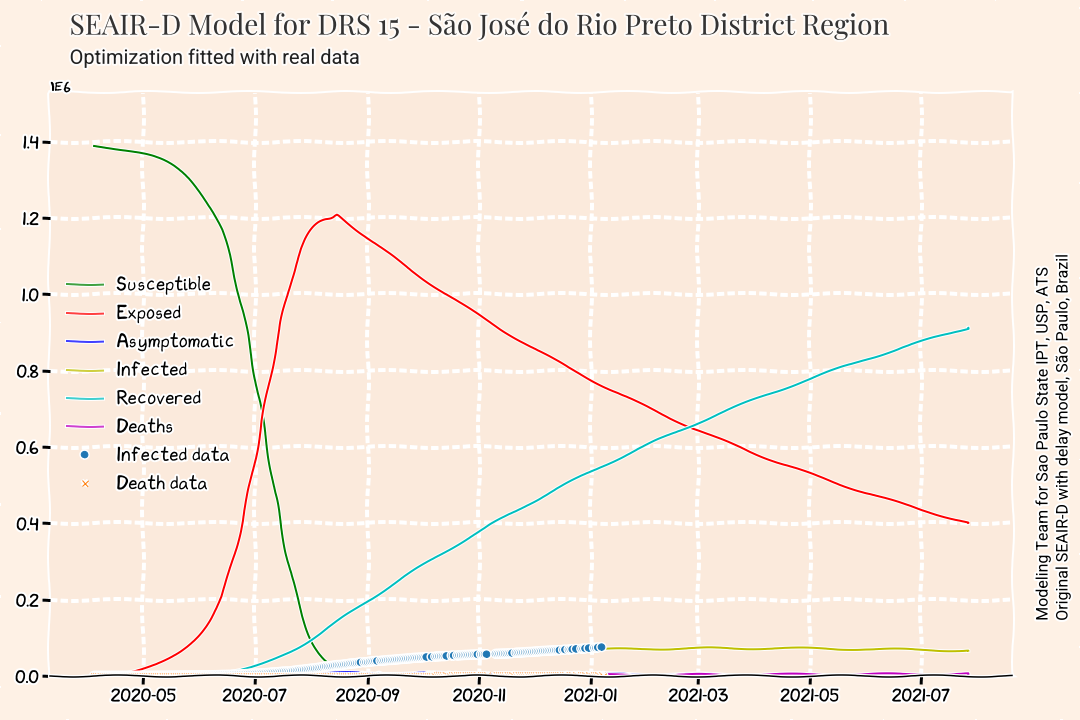 SEAIR-D Model for DRS 15 - São José do Rio Preto District Region
Optimization fitted with real data
1E6
1.4
1.2
1.0
0.8
0.6
0.4
0.2
0.0
Susceptible
Exposed
Asymptomatic
Infected
Recovered
Deaths
Infected data
Death data
2020-05
2020-07
2020-09
2020-11
2021-01
2021-03
2021-05
2021-07
Modeling Team for Sao Paulo State IPT, USP, ATS
Original SEAIR-D with delay model, São Paulo, Brazil